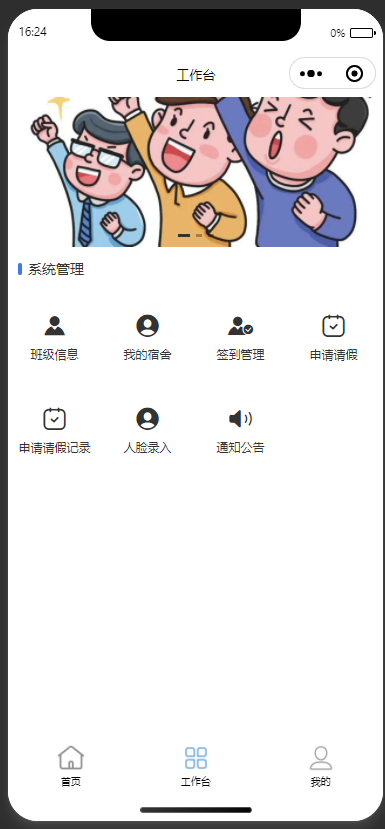 16:24
0%
工作台
系统管理
班级信息
我的宿舍
签到管理
申请请假
申请请假记录
人脸录入
通知公告
首页
工作台
我的